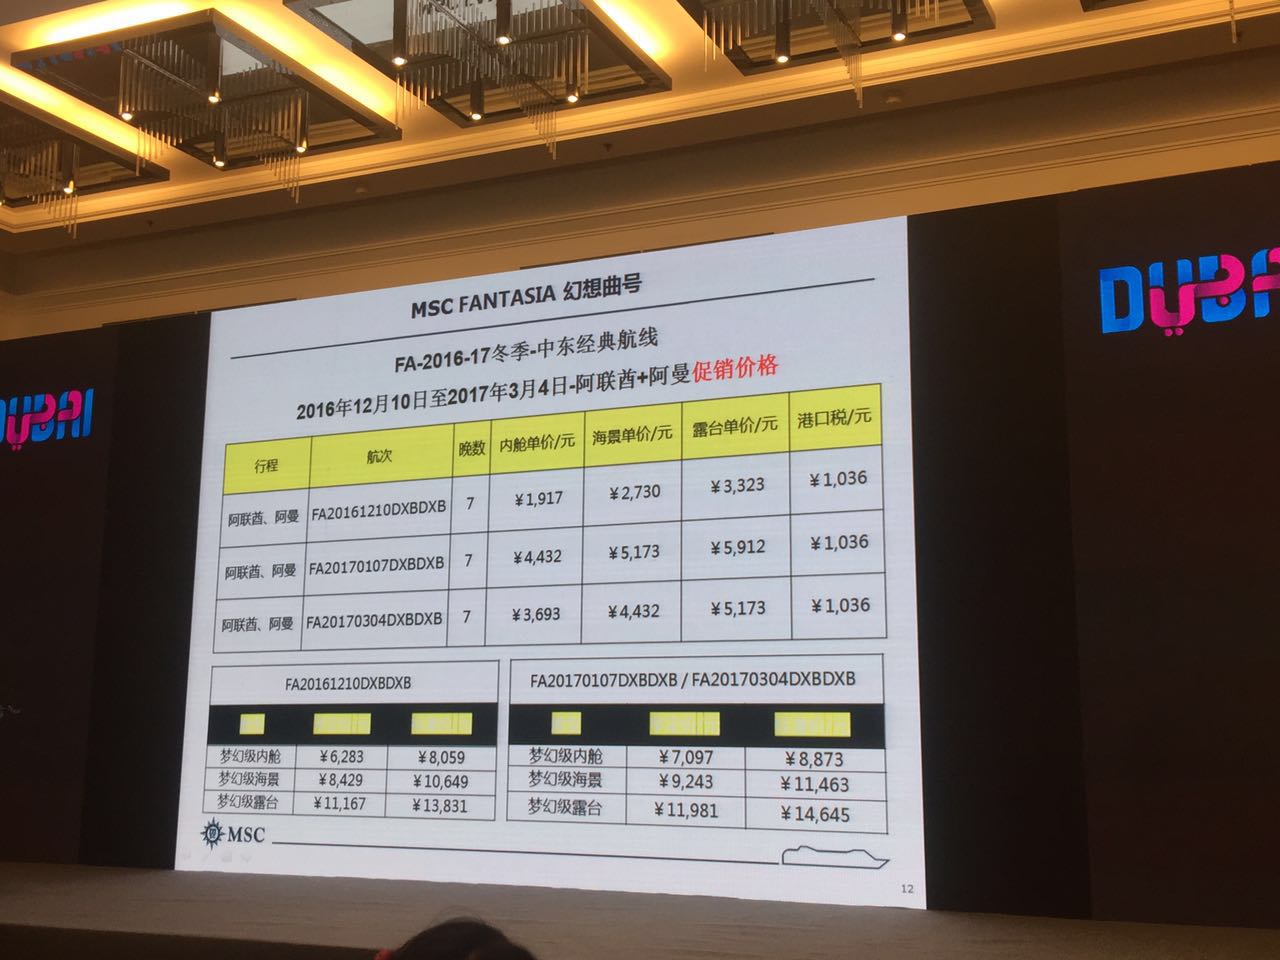 MSC FANTASIA 幻想曲号
FA-2016-17冬季-中东经典航线
2016年12月10日至2017年3月4日-阿联酋+阿曼促销价格
行程 航次 晚数 内舱单价/元 海景单价/元 露台单价/元 港口税/元
阿联酋、阿曼 FA20161210DXBDXB 7 ¥1,917 ¥2,730 ¥3,323 ¥1,036
阿联酋、阿曼 FA20170107DXBDXB 7 ¥4,432 ¥5,173 ¥5,912 ¥1,036
阿联酋、阿曼 FA20170304DXBDXB 7 ¥3,693 ¥4,432 ¥5,173 ¥1,036
FA20161210DXBDXB
梦幻级内舱 ¥6,283 ¥8,059
梦幻级海景 ¥8,429 ¥10,649
梦幻级露台 ¥11,167 ¥13,831
FA20170107DXBDXB / FA20170304DXBDXB
梦幻级内舱 ¥7,097 ¥8,873
梦幻级海景 ¥9,243 ¥11,463
梦幻级露台 ¥11,981 ¥14,645
MSC
12
DUBAI
DUBA